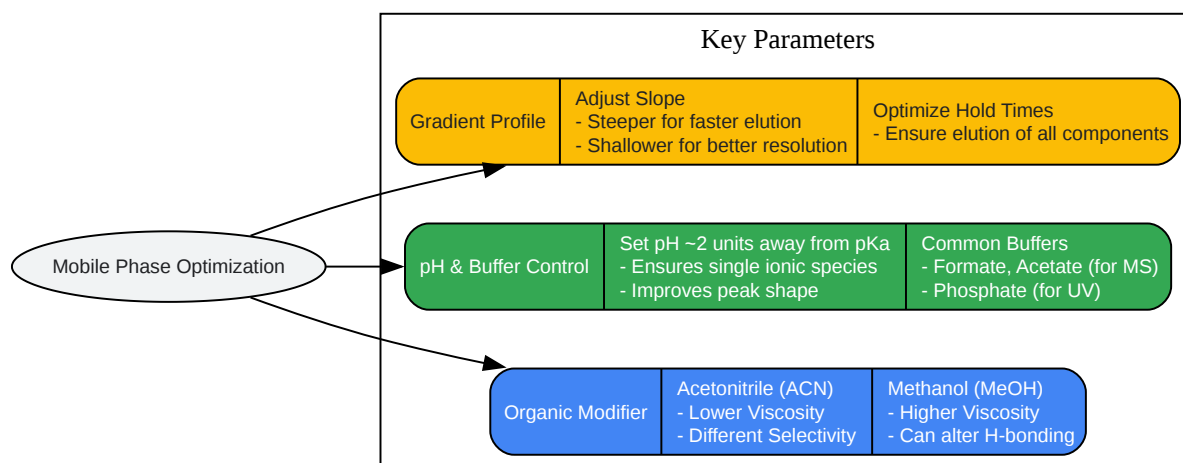 Key Parameters
Gradient Profile
Adjust Slope
- Steeper for faster elution
- Shallower for better resolution
Optimize Hold Times
- Ensure elution of all components
Mobile Phase Optimization
pH & Buffer Control
Set pH ~2 units away from pKa
- Ensures single ionic species
- Improves peak shape
Common Buffers
- Formate, Acetate (for MS)
- Phosphate (for UV)
Organic Modifier
Acetonitrile (ACN)
- Lower Viscosity
- Different Selectivity
Methanol (MeOH)
- Higher Viscosity
- Can alter H-bonding